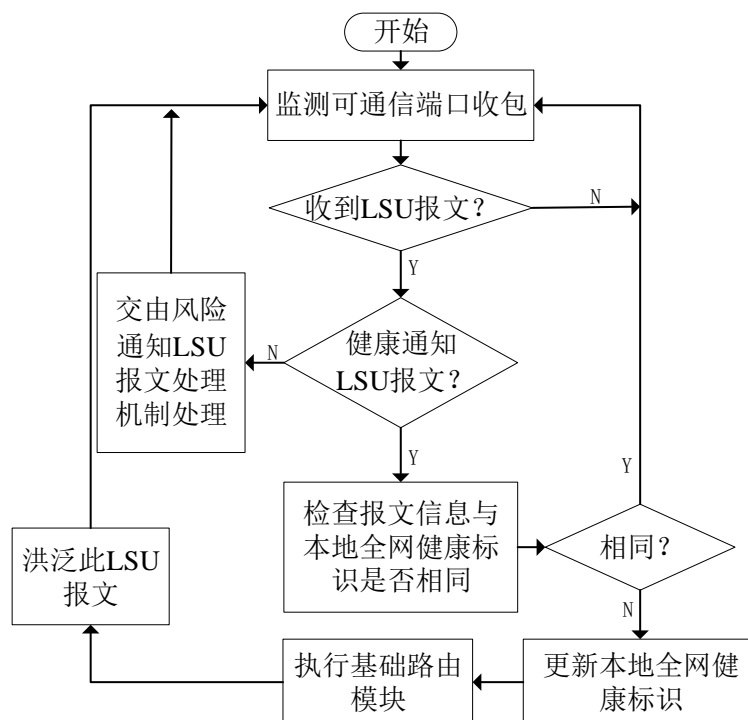 开始
监测可通信端口收包
收到LSU报文？
N
Y
交由风险
通知LSU
报文处理
机制处理
N
健康通知
LSU报文？
Y
Y
检查报文信息与
本地全网健康标
识是否相同
相同？
洪泛此LSU
报文
N
执行基础路由
模块
更新本地全网健
康标识